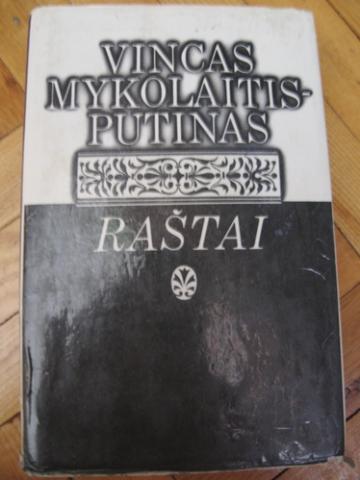 VINCAS
MYKOLAITIS-
PUTINAS
RAŠTAI